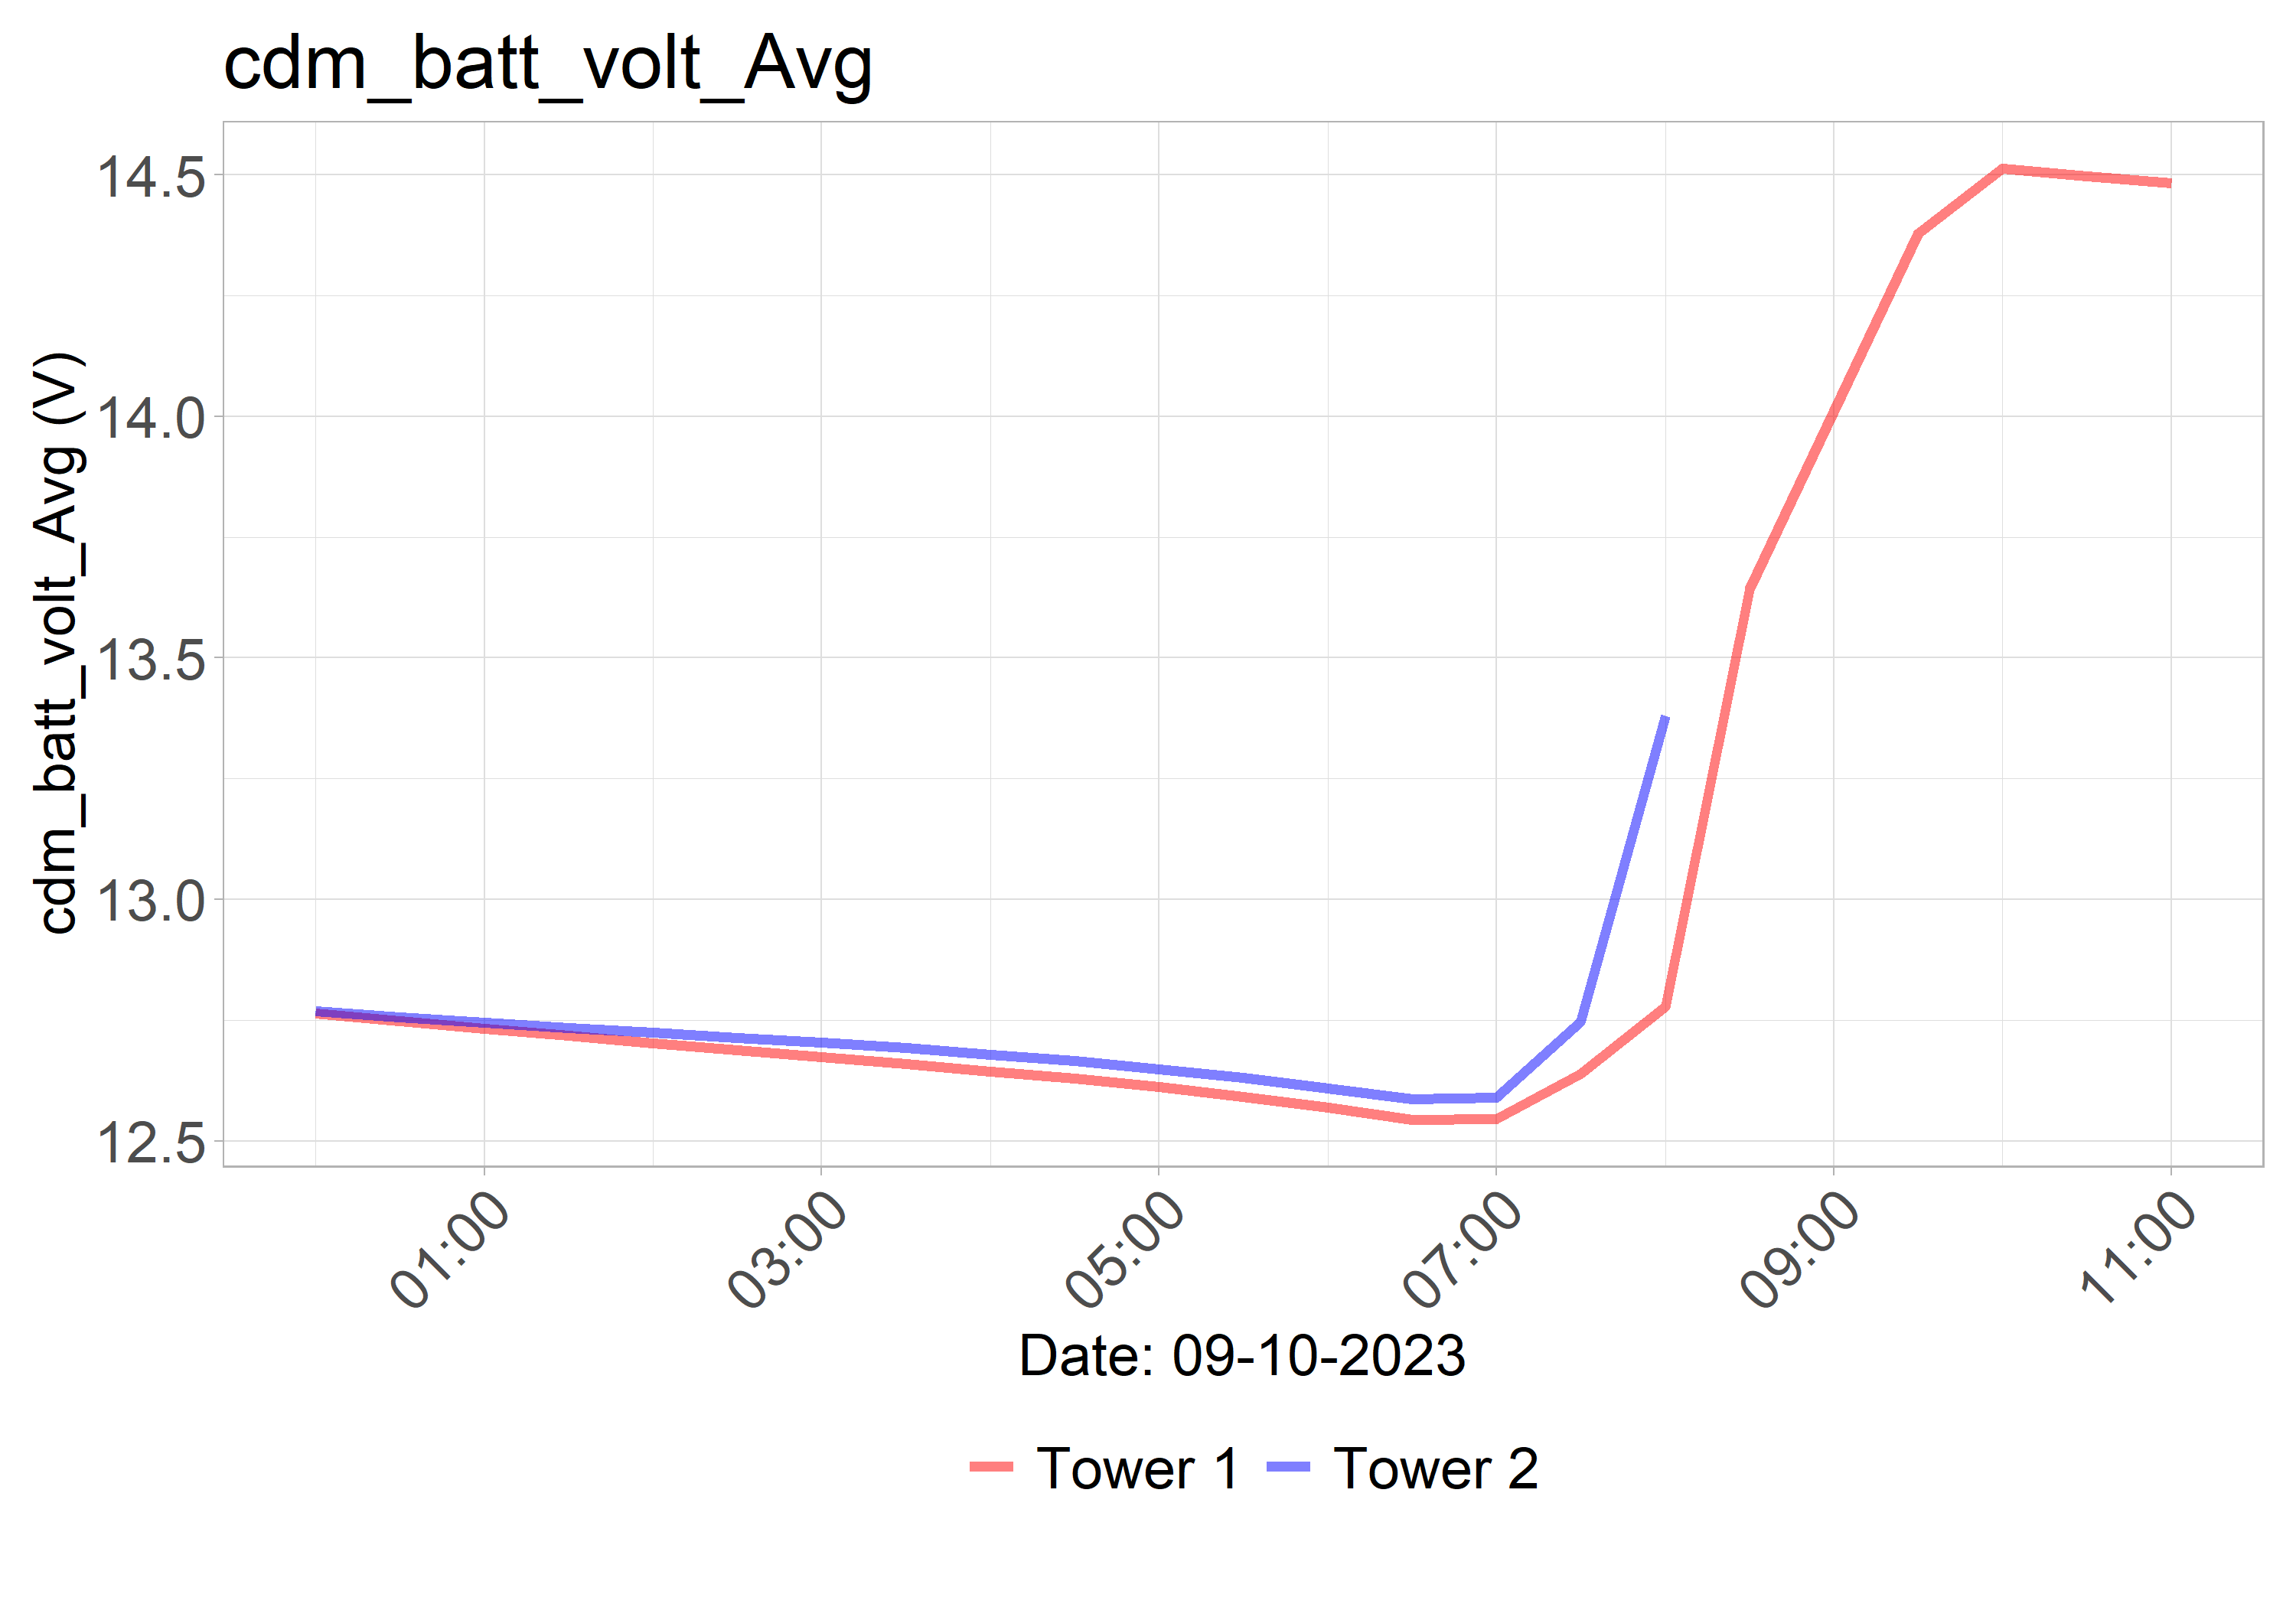 cdm_batt_volt_Avg
cdm_batt_volt_Avg (V)
14.5
14.0
13.5
13.0
12.5
01:00
03:00
05:00
07:00
09:00
11:00
Date: 09-10-2023
Tower 1
Tower 2